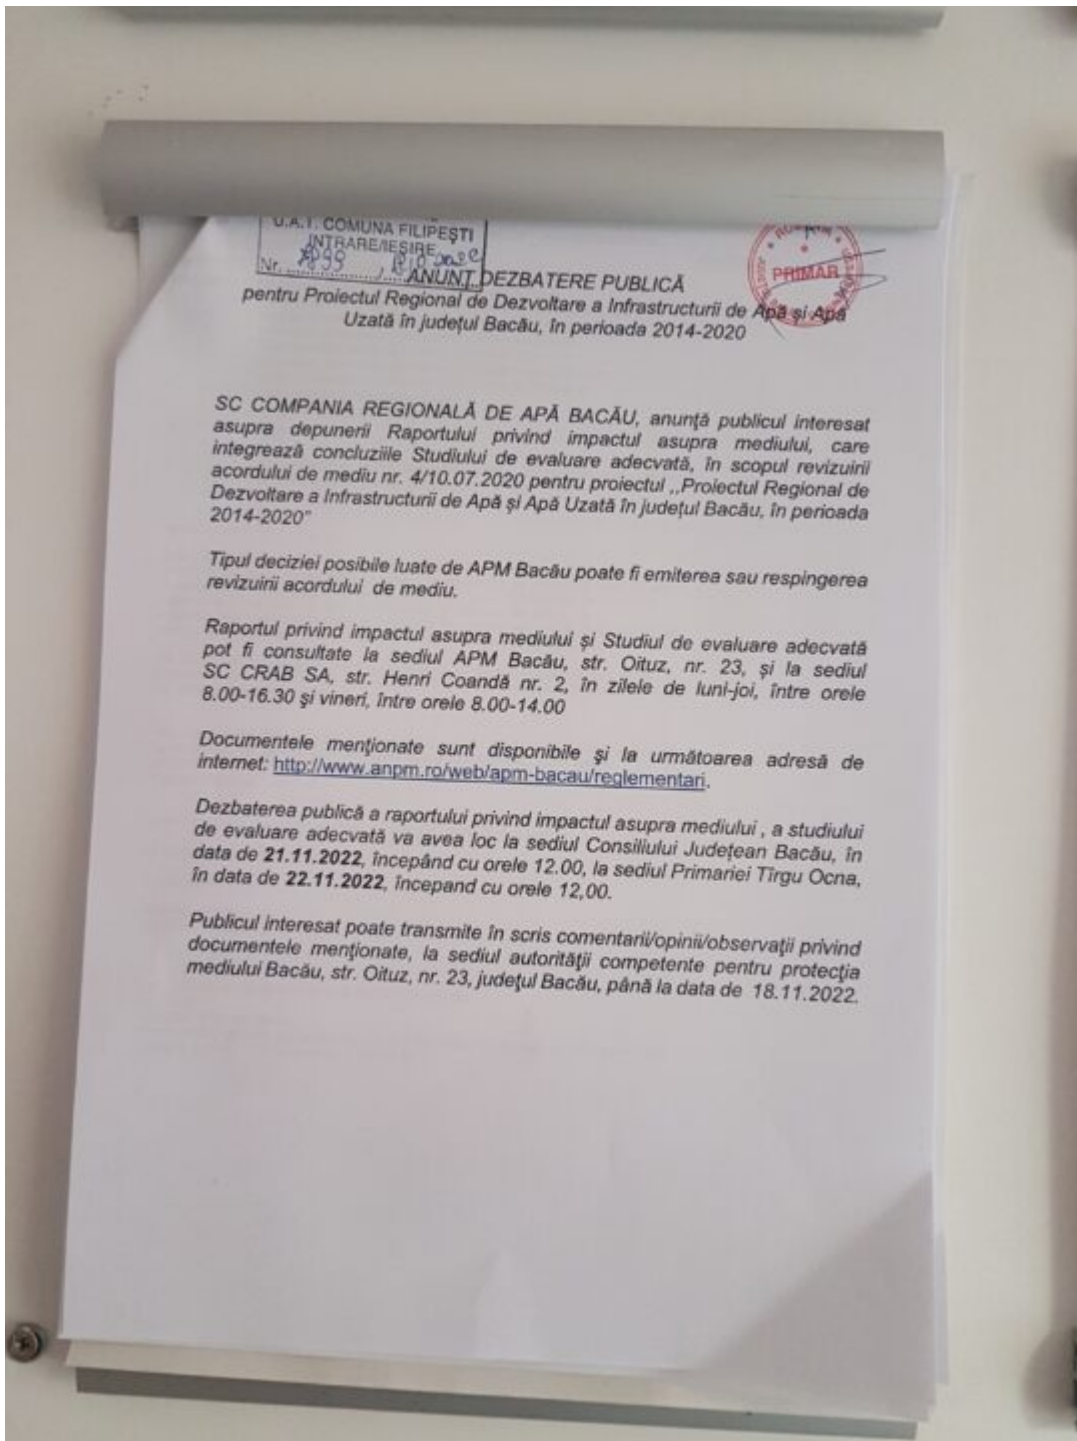 U.A.T. COMUNA FILIPEŞTI
INTRARE/IEŞIRE
Nr.
ROMÂNIA
PRIMAR
ANUNŢ DEZBATERE PUBLICĂ
pentru Proiectul Regional de Dezvoltare a Infrastructurii de Apă şi Apă
Uzată în judeţul Bacău, în perioada 2014-2020
SC COMPANIA REGIONALĂ DE APĂ BACĂU, anunţă publicul interesat
asupra depunerii Raportului privind impactul asupra mediului, care
integrează concluziile Studiului de evaluare adecvată, în scopul revizuirii
acordului de mediu nr. 4/10.07.2020 pentru proiectul ,,Proiectul Regional de
Dezvoltare a Infrastructurii de Apă şi Apă Uzată în judeţul Bacău, în perioada
2014-2020"
Tipul deciziei posibile luate de APM Bacău poate fi emiterea sau respingerea
revizuirii acordului de mediu.
Raportul privind impactul asupra mediului și Studiul de evaluare adecvată
pot fi consultate la sediul APM Bacău, str. Oituz, nr. 23, și la sediul
SC CRAB SA, str. Henri Coandă nr. 2, în zilele de luni-joi, între orele
8.00-16.30 şi vineri, între orele 8.00-14.00
Documentele menţionate sunt disponibile şi la următoarea adresă de
internet: http://www.anpm.ro/web/apm-bacau/reglementari.
Dezbaterea publică a raportului privind impactul asupra mediului , a studiului
de evaluare adecvată va avea loc la sediul Consiliului Județean Bacău, în
data de 21.11.2022, începând cu orele 12.00, la sediul Primariei Tîrgu Ocna,
în data de 22.11.2022, începand cu orele 12,00.
Publicul interesat poate transmite în scris comentarii/opinii/observaţii privind
documentele menţionate, la sediul autorităţii competente pentru protecţia
mediului Bacău, str. Oituz, nr. 23, judeţul Bacău, până la data de 18.11.2022.